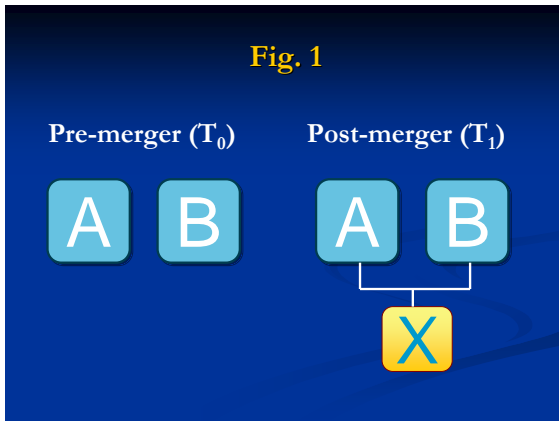 Fig. 1
Pre-merger (T₀) Post-merger (T₁)
A B A B
X